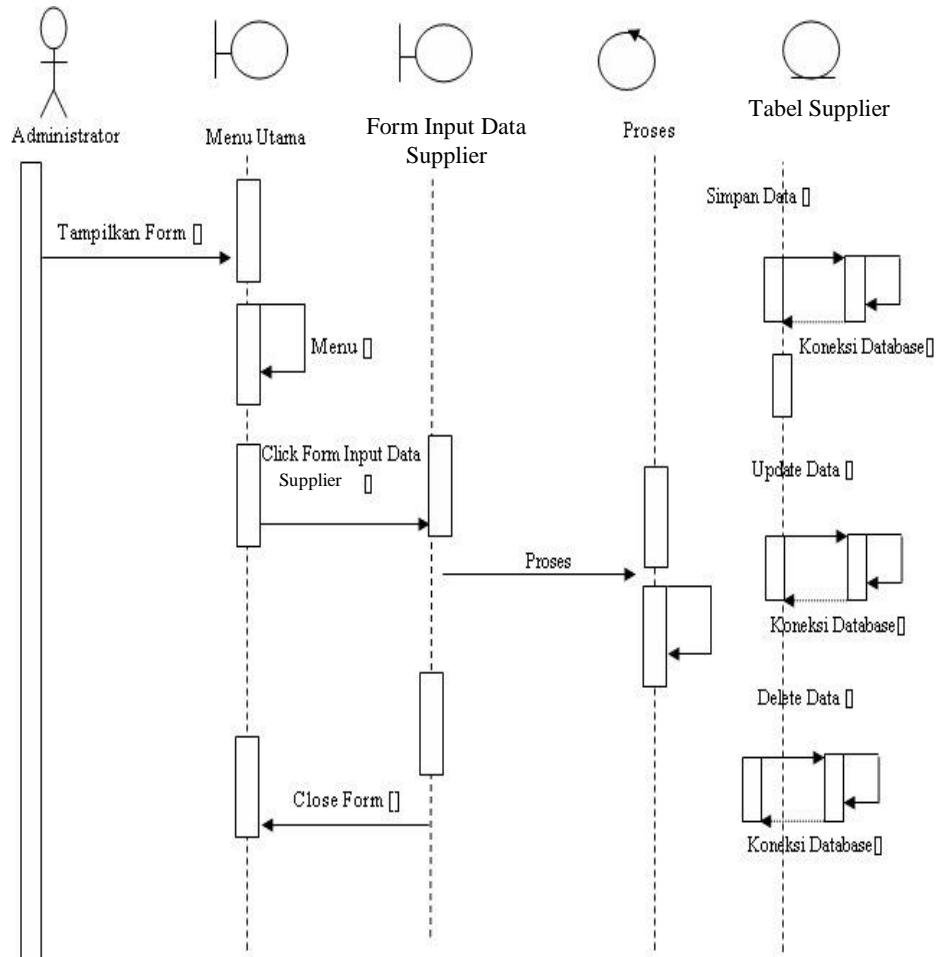 Administrator
Menu Utama
Form Input Data
Supplier
Proses
Tabel Supplier
Simpan Data []
Tampilkan Form []
Menu []
Koneksi Database[]
Click Form Input Data
Supplier []
Update Data []
Proses
Koneksi Database[]
Delete Data []
Close Form []
Koneksi Database[]